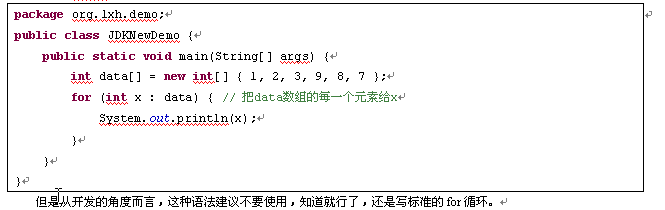 package org.lxh.demo;
public class JDKNewDemo {
public static void main(String[] args) {
int data[] = new int[] { 1, 2, 3, 9, 8, 7 };
for (int x : data) { // 把data数组的每一个元素给x
System.out.println(x);
}
}
}
但是从开发的角度而言，这种语法建议不要使用，知道就行了，还是写标准的 for 循环。